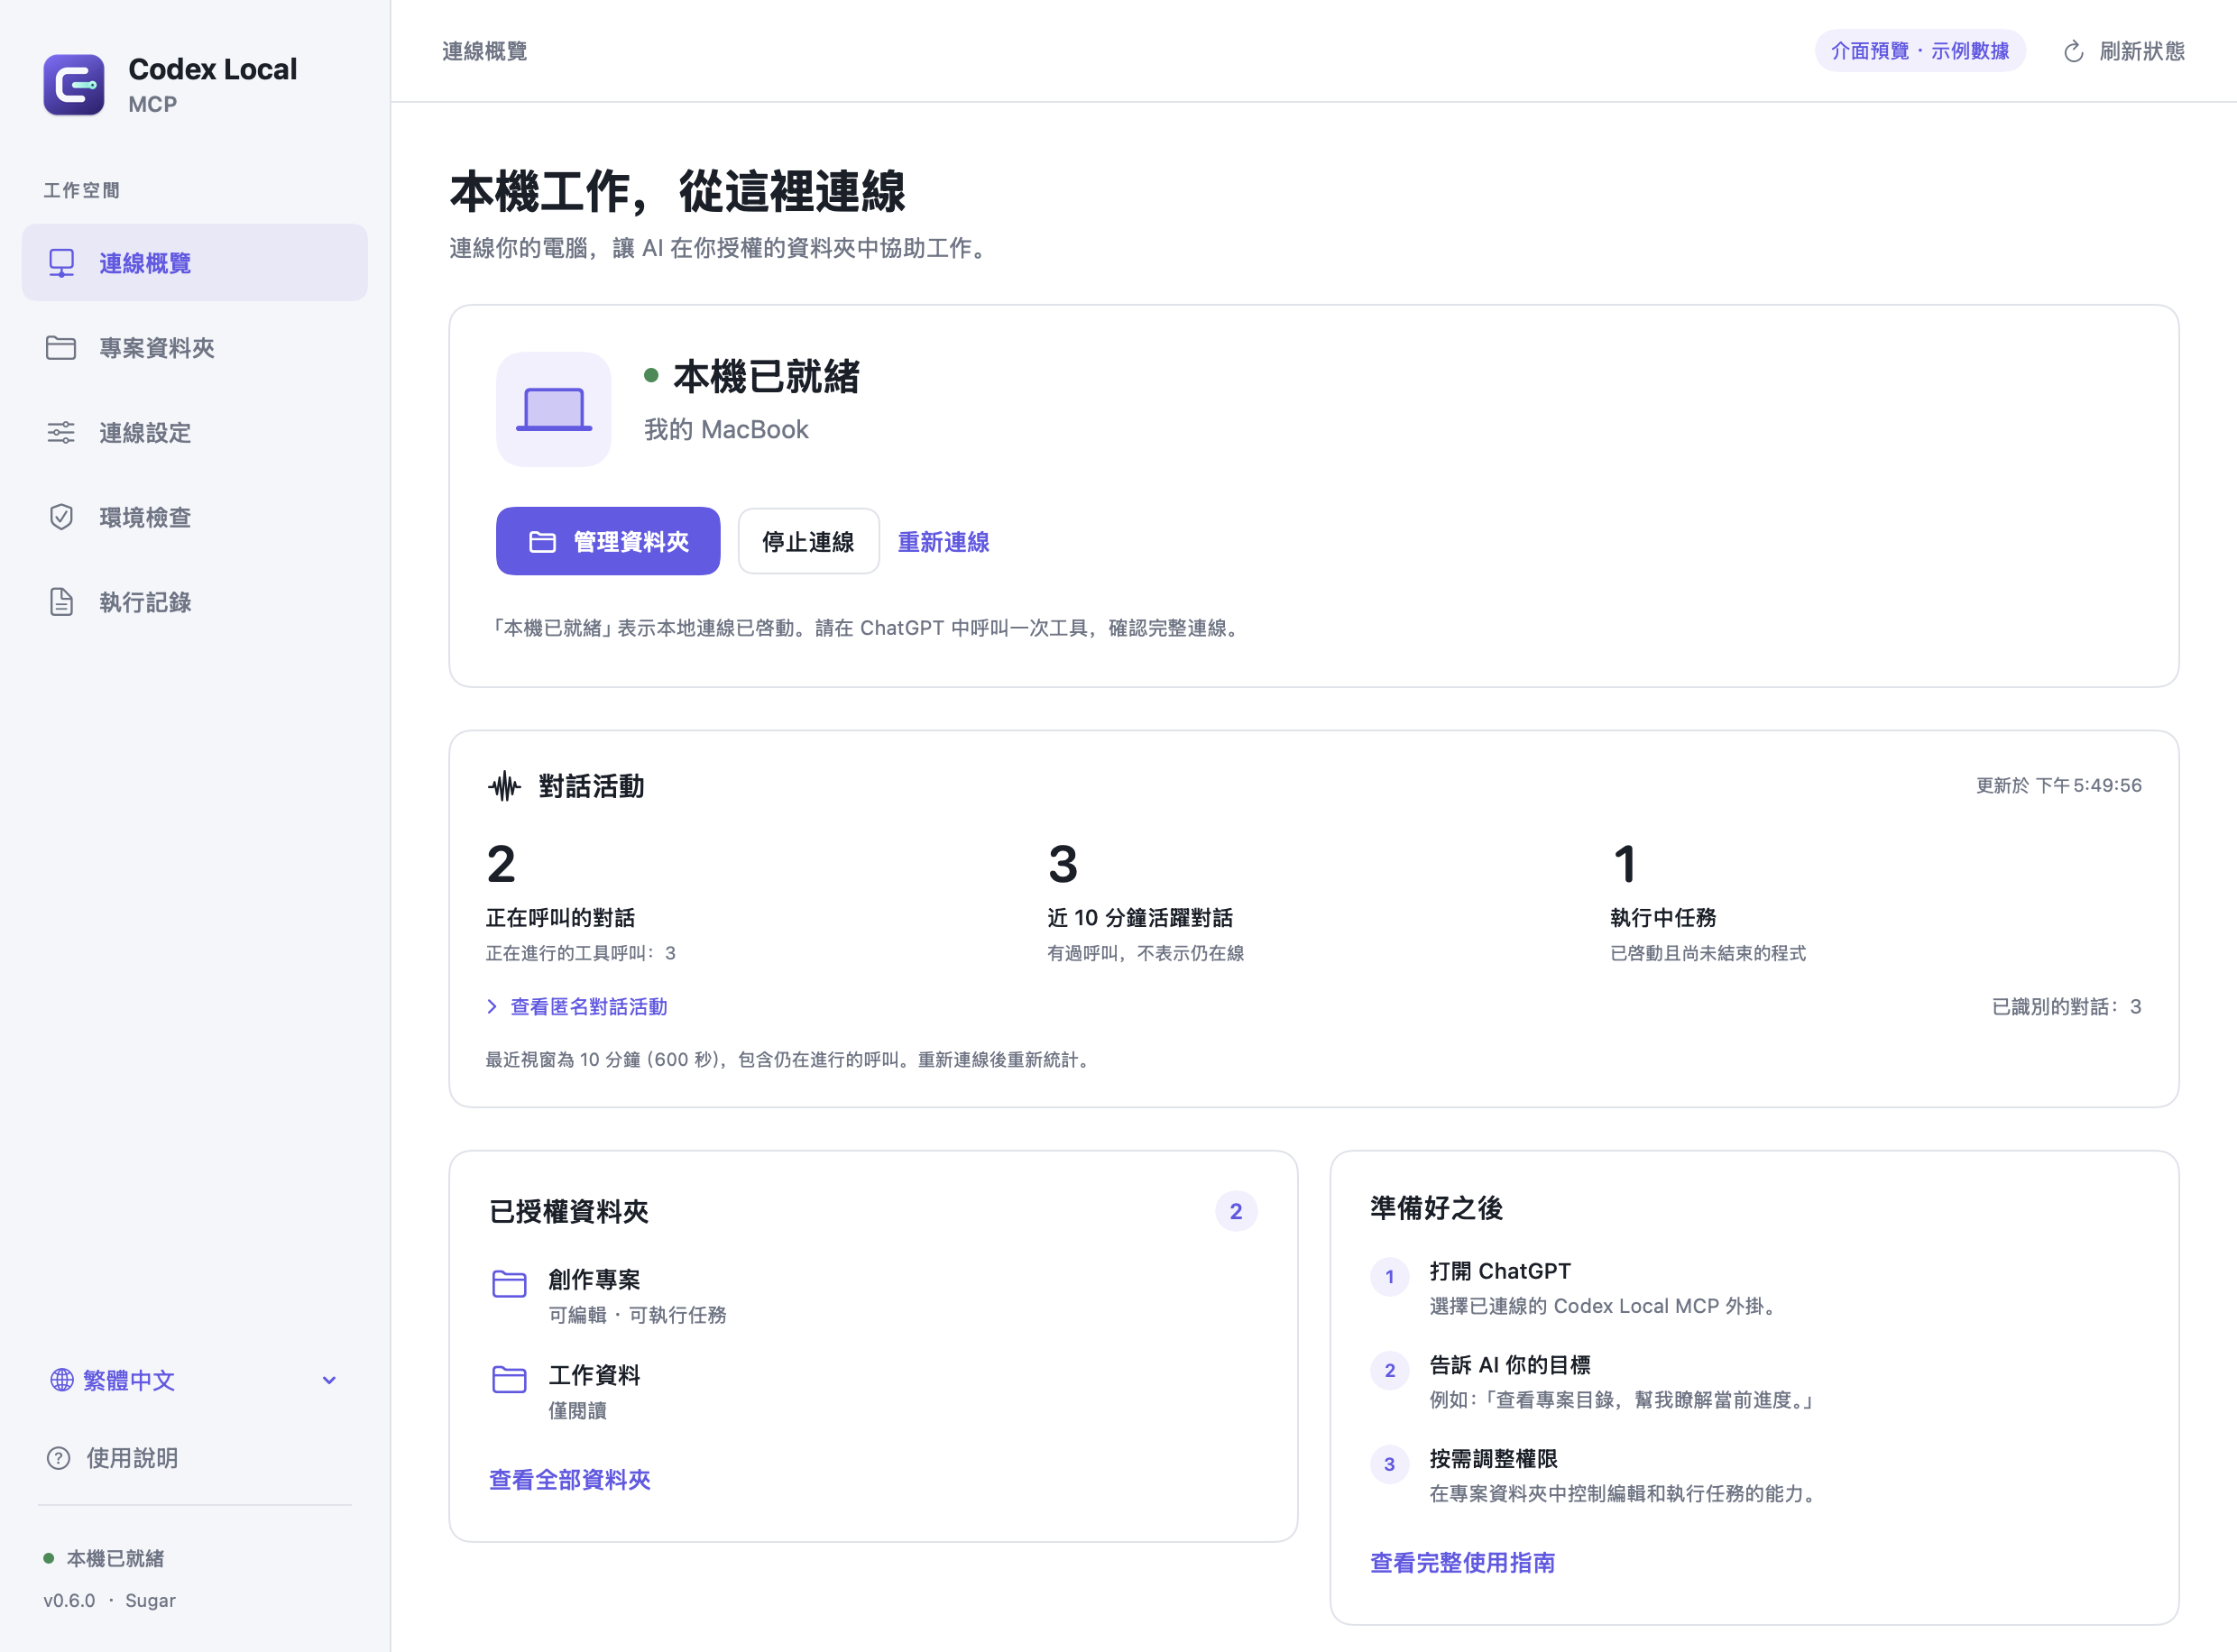 Codex Local
MCP
工作空間
連線概覽
專案資料夾
連線設定
環境檢查
執行記錄
繁體中文
使用說明
本機已就緒
v0.6.0 · Sugar
連線概覽
介面預覽 · 示例數據
刷新狀態
本機工作，從這裡連線
連線你的電腦，讓 AI 在你授權的資料夾中協助工作。
本機已就緒
我的 MacBook
管理資料夾
停止連線
重新連線
「本機已就緒」表示本地連線已啓動。請在 ChatGPT 中呼叫一次工具，確認完整連線。
對話活動
更新於 下午5:49:56
2
正在呼叫的對話
正在進行的工具呼叫：3
3
近 10 分鐘活躍對話
有過呼叫，不表示仍在線
1
執行中任務
已啓動且尚未結束的程式
查看匿名對話活動
已識別的對話：3
最近視窗為 10 分鐘 (600 秒)，包含仍在進行的呼叫。重新連線後重新統計。
已授權資料夾
2
創作專案
可編輯 · 可執行任務
工作資料
僅閱讀
查看全部資料夾
準備好之後
1
打開 ChatGPT
選擇已連線的 Codex Local MCP 外掛。
2
告訴 AI 你的目標
例如：「查看專案目錄，幫我瞭解當前進度。」
3
按需調整權限
在專案資料夾中控制編輯和執行任務的能力。
查看完整使用指南